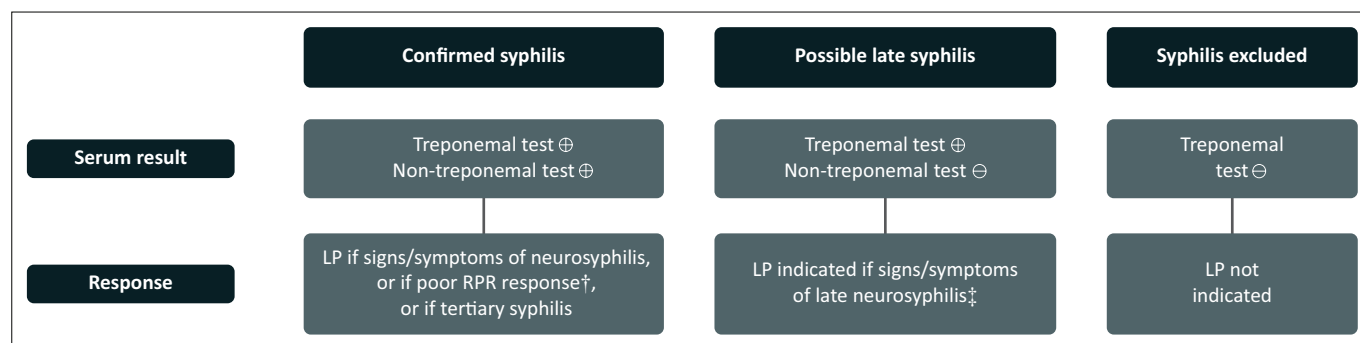 Confirmed syphilis
Possible late syphilis
Syphilis excluded
Serum result
Treponemal test ⊕
Non-treponemal test ⊕
Treponemal test ⊕
Non-treponemal test ⊖
Treponemal
test ⊖
Response
LP if signs/symptoms of neurosyphilis,
or if poor RPR response†,
or if tertiary syphilis
LP indicated if signs/symptoms
of late neurosyphilis‡
LP not
indicated